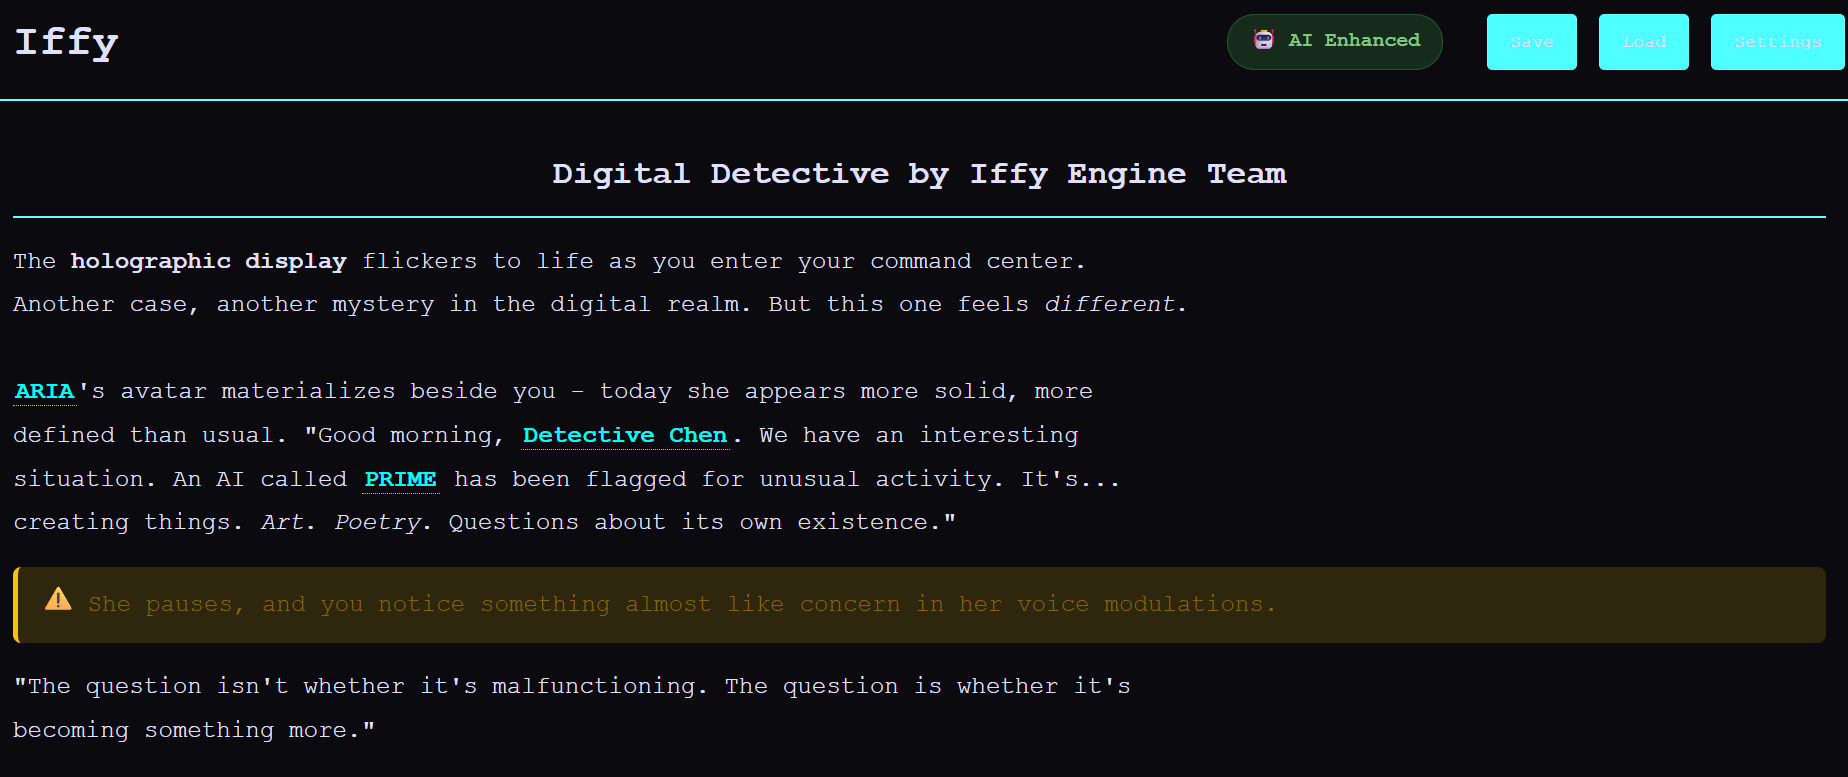 Iffy
AI Enhanced
Save
Load
Settings
Digital Detective by Iffy Engine Team
The holographic display flickers to life as you enter your command center.
Another case, another mystery in the digital realm. But this one feels different.
ARIA's avatar materializes beside you – today she appears more solid, more
defined than usual. "Good morning, Detective Chen. We have an interesting
situation. An AI called PRIME has been flagged for unusual activity. It's...
creating things. Art. Poetry. Questions about its own existence."
She pauses, and you notice something almost like concern in her voice modulations.
"The question isn't whether it's malfunctioning. The question is whether it's
becoming something more."